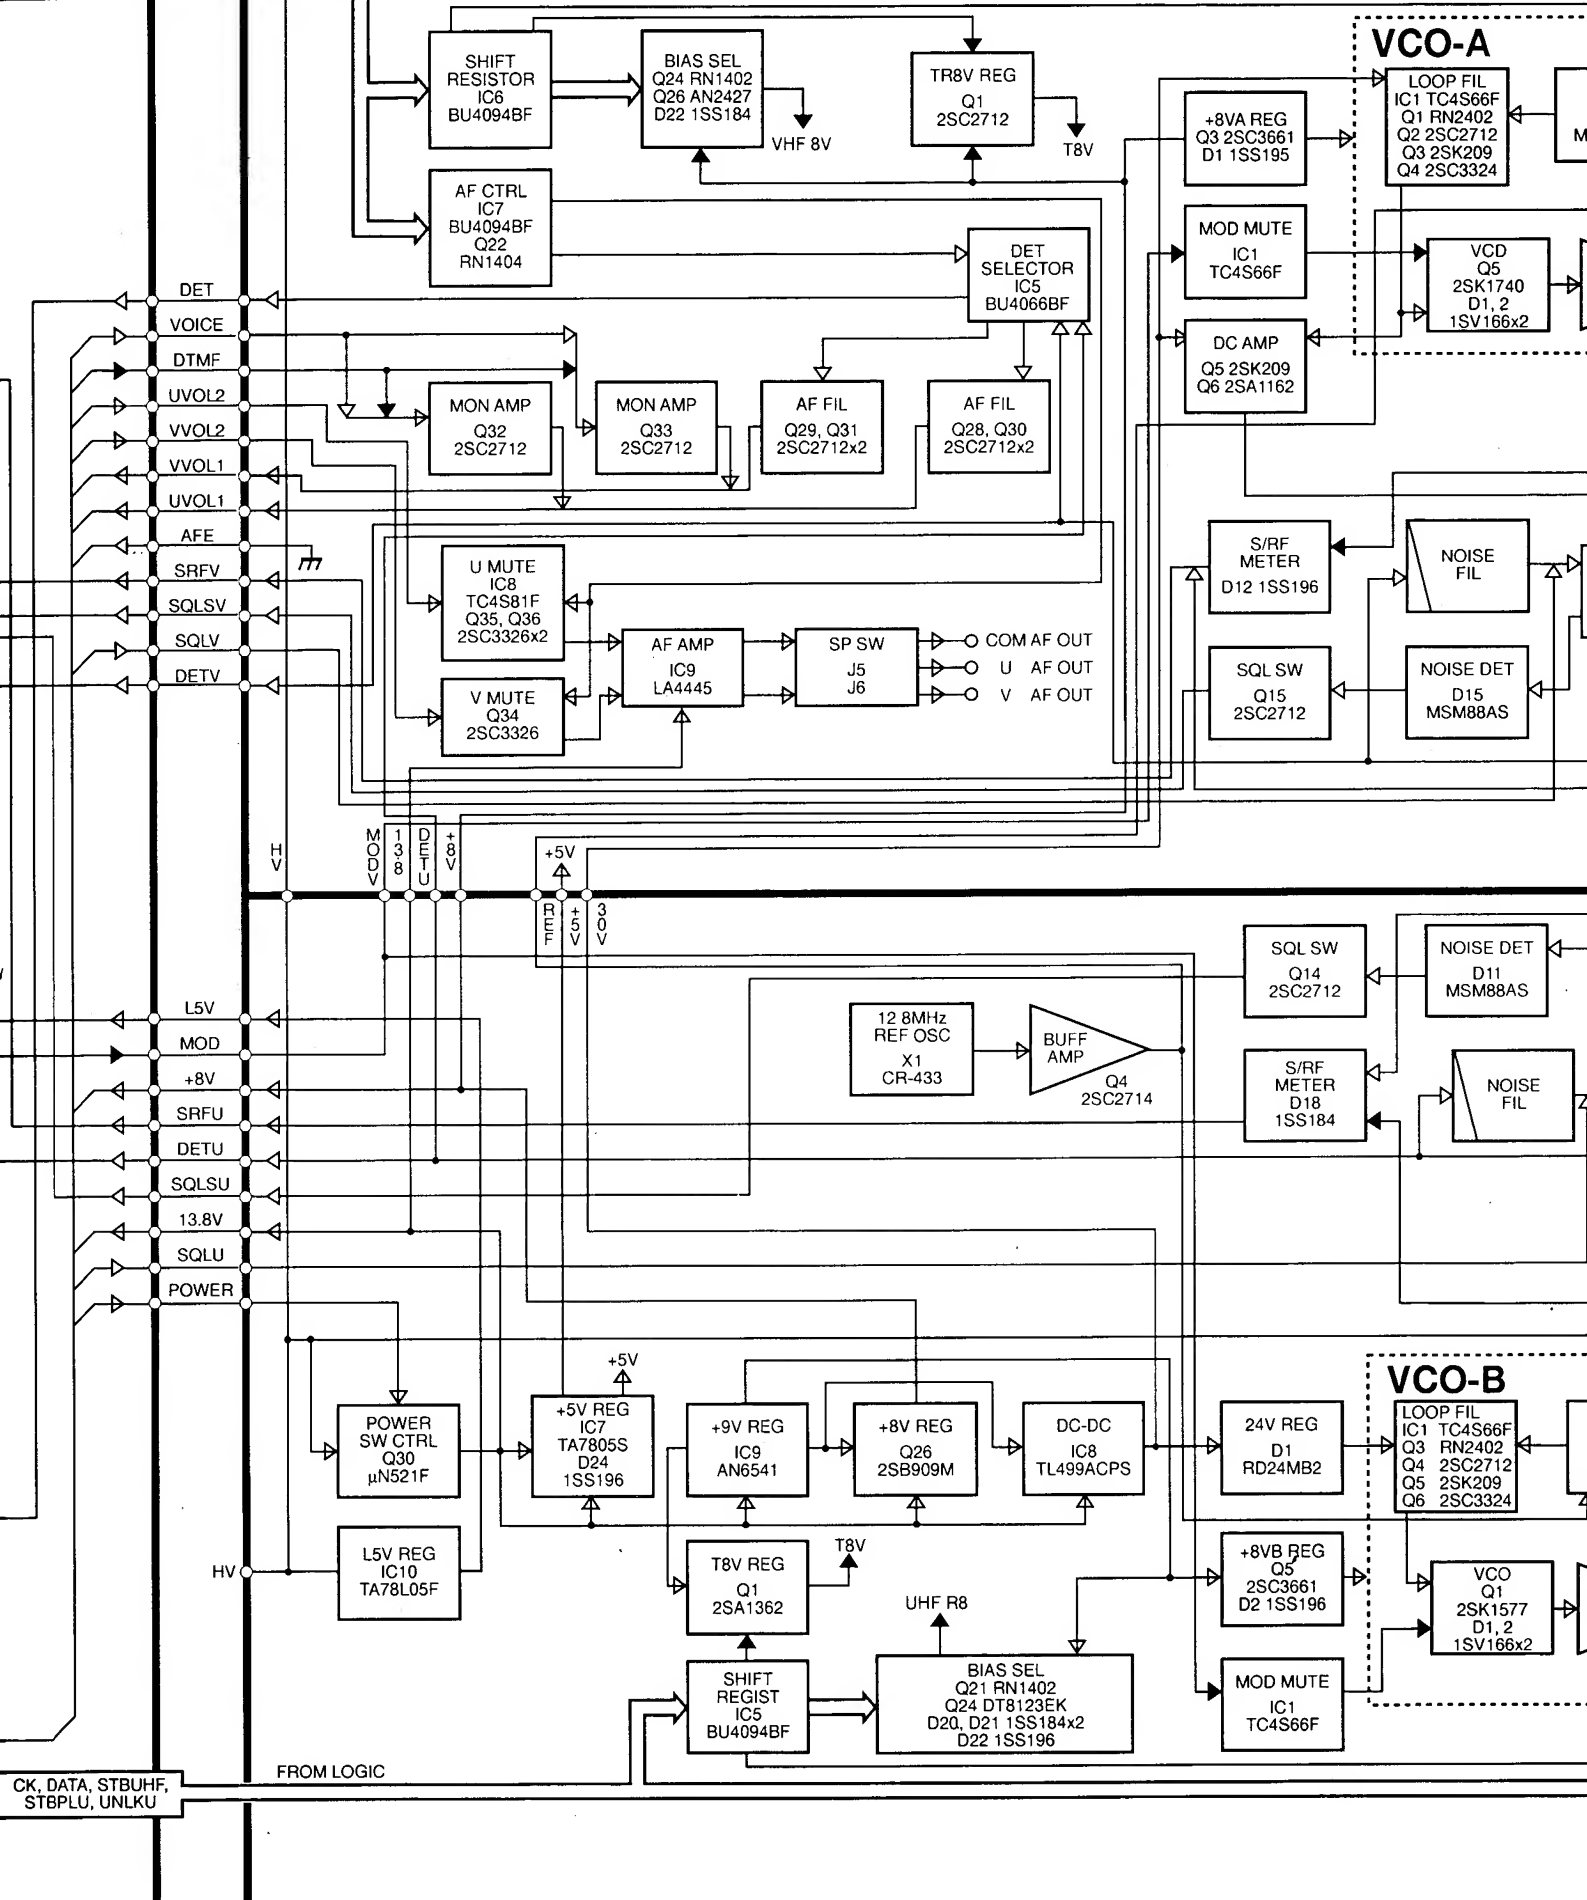 SHIFT
RESISTOR
IC6
BU4094BF
BIAS SEL
Q24 RN1402
Q26 AN2427
D22 1SS184
VHF 8V
TR8V REG
Q1
2SC2712
T8V
+8VA REG
Q3 2SC3661
D1 1SS195
VCO-A
LOOP FIL
IC1 TC4S66F
Q1 RN2402
Q2 2SC2712
Q3 2SK209
Q4 2SC3324
M
AF CTRL
IC7
BU4094BF
Q22
RN1404
DET
SELECTOR
IC5
BU4066BF
MOD MUTE
IC1
TC4S66F
VCD
Q5
2SK1740
D1, 2
1SV166x2
DC AMP
Q5 2SK209
Q6 2SA1162
DET
VOICE
DTMF
UVOL2
VVOL2
VVOL1
UVOL1
AFE
SRFV
SQLSV
SQLV
DETV
MON AMP
Q32
2SC2712
MON AMP
Q33
2SC2712
AF FIL
Q29, Q31
2SC2712x2
AF FIL
Q28, Q30
2SC2712x2
U MUTE
IC8
TC4S81F
Q35, Q36
2SC3326x2
V MUTE
Q34
2SC3326
AF AMP
IC9
LA4445
SP SW
J5
J6
COM AF OUT
U AF OUT
V AF OUT
S/RF
METER
D12 1SS196
NOISE
FIL
SQL SW
Q15
2SC2712
NOISE DET
D15
MSM88AS
HV
MODV
13.8
DETU
+8V
+5V
REF
+5V
30V
SQL SW
Q14
2SC2712
NOISE DET
D11
MSM88AS
12 8MHz
REF OSC
X1
CR-433
BUFF
AMP
Q4
2SC2714
S/RF
METER
D18
1SS184
NOISE
FIL
L5V
MOD
+8V
SRFU
DETU
SQLSU
13.8V
SQLU
POWER
+5V
POWER
SW CTRL
Q30
µN521F
+5V REG
IC7
TA7805S
D24
1SS196
+9V REG
IC9
AN6541
+8V REG
Q26
2SB909M
DC-DC
IC8
TL499ACPS
24V REG
D1
RD24MB2
VCO-B
LOOP FIL
IC1 TC4S66F
Q3 RN2402
Q4 2SC2712
Q5 2SK209
Q6 2SC3324
HV
L5V REG
IC10
TA78L05F
T8V REG
Q1
2SA1362
T8V
UHF R8
+8VB REG
Q5
2SC3661
D2 1SS196
VCO
Q1
2SK1577
D1, 2
1SV166x2
SHIFT
REGIST
IC5
BU4094BF
BIAS SEL
Q21 RN1402
Q24 DT8123EK
D20, D21 1SS184x2
D22 1SS196
MOD MUTE
IC1
TC4S66F
FROM LOGIC
CK, DATA, STBUHF,
STBPLU, UNLKU